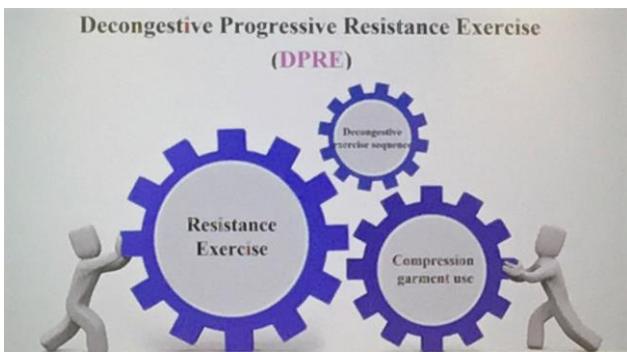 Decongestive Progressive Resistance Exercise
(DPRE)
Decongestive
exercise sequence
Resistance
Exercise
Compression
garment use